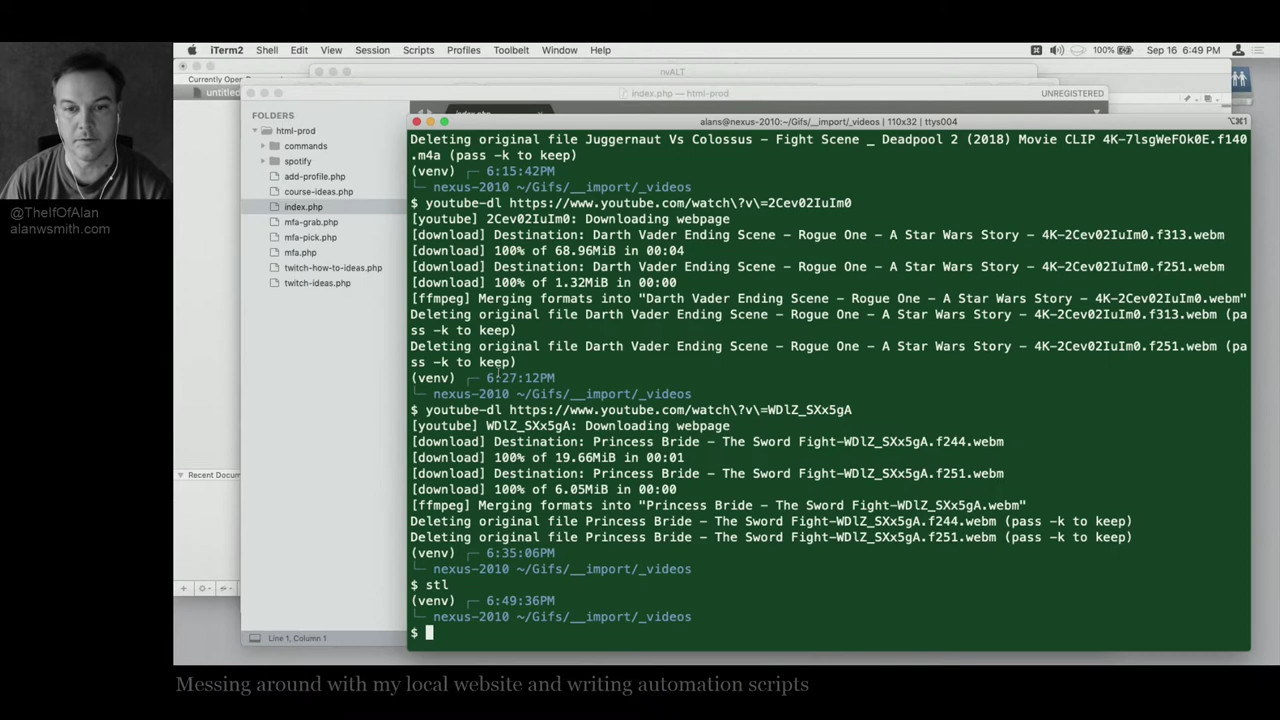 iTerm2 Shell Edit View Session Scripts Profiles Toolbelt Window Help 100% Sep 16 6:49 PM
Currently Open
untitled
nvALT
index.php — html-prod
UNREGISTERED
FOLDERS
html-prod
commands
spotify
add-profile.php
course-ideas.php
index.php
mfa-grab.php
mfa-pick.php
mfa.php
twitch-how-to-ideas.php
twitch-ideas.php
Recent Docum
Line 1, Column 1
index.php
alans@nexus-2010:~/Gifs/__import/_videos | 110x32 | ttys004
⌥⌘1
Deleting original file Juggernaut Vs Colossus - Fight Scene _ Deadpool 2 (2018) Movie CLIP 4K-7lsgWeFOk0E.f140
.m4a (pass -k to keep)
(venv) ┌─ 6:15:42PM
└─ nexus-2010 ~/Gifs/__import/_videos
$ youtube-dl https://www.youtube.com/watch\?v\=2Cev02IuIm0
[youtube] 2Cev02IuIm0: Downloading webpage
[download] Destination: Darth Vader Ending Scene - Rogue One - A Star Wars Story - 4K-2Cev02IuIm0.f313.webm
[download] 100% of 68.96MiB in 00:04
[download] Destination: Darth Vader Ending Scene - Rogue One - A Star Wars Story - 4K-2Cev02IuIm0.f251.webm
[download] 100% of 1.32MiB in 00:00
[ffmpeg] Merging formats into "Darth Vader Ending Scene - Rogue One - A Star Wars Story - 4K-2Cev02IuIm0.webm"
Deleting original file Darth Vader Ending Scene - Rogue One - A Star Wars Story - 4K-2Cev02IuIm0.f313.webm (pa
ss -k to keep)
Deleting original file Darth Vader Ending Scene - Rogue One - A Star Wars Story - 4K-2Cev02IuIm0.f251.webm (pa
ss -k to keep)
(venv) ┌─ 6:27:12PM
└─ nexus-2010 ~/Gifs/__import/_videos
$ youtube-dl https://www.youtube.com/watch\?v\=WDlZ_SXx5gA
[youtube] WDlZ_SXx5gA: Downloading webpage
[download] Destination: Princess Bride - The Sword Fight-WDlZ_SXx5gA.f244.webm
[download] 100% of 19.66MiB in 00:01
[download] Destination: Princess Bride - The Sword Fight-WDlZ_SXx5gA.f251.webm
[download] 100% of 6.05MiB in 00:00
[ffmpeg] Merging formats into "Princess Bride - The Sword Fight-WDlZ_SXx5gA.webm"
Deleting original file Princess Bride - The Sword Fight-WDlZ_SXx5gA.f244.webm (pass -k to keep)
Deleting original file Princess Bride - The Sword Fight-WDlZ_SXx5gA.f251.webm (pass -k to keep)
(venv) ┌─ 6:35:06PM
└─ nexus-2010 ~/Gifs/__import/_videos
$ stl
(venv) ┌─ 6:49:36PM
└─ nexus-2010 ~/Gifs/__import/_videos
$
@TheIfOfAlan
alanwsmith.com
Messing around with my local website and writing automation scripts